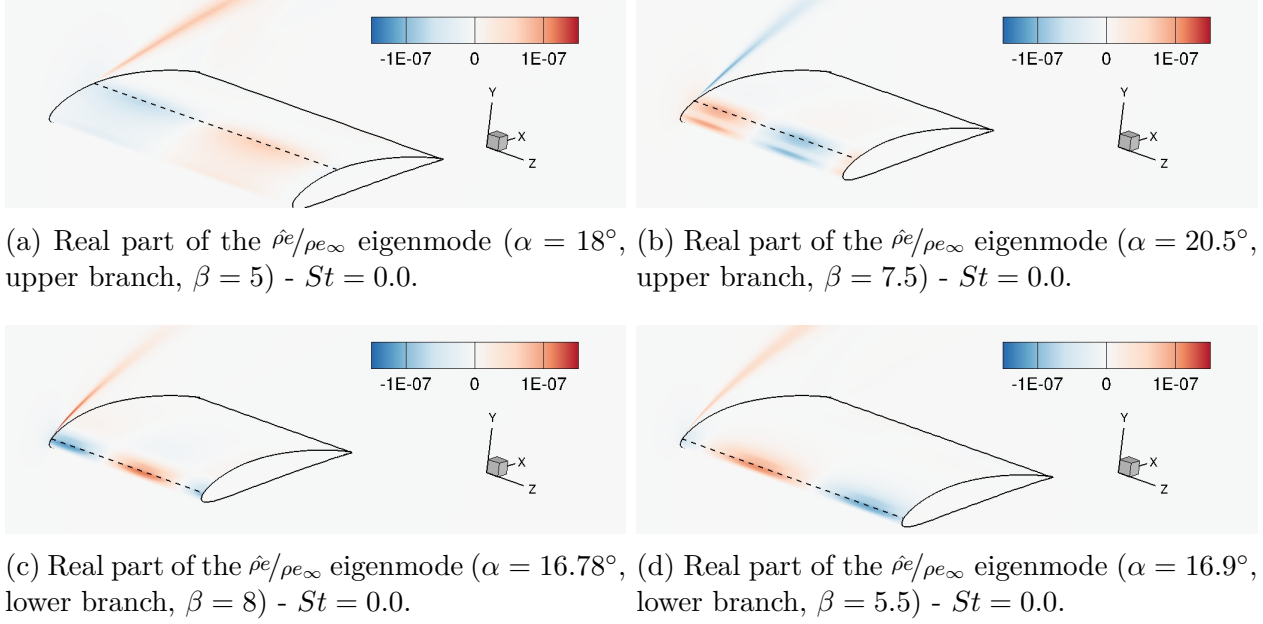 -1E-07 0 1E-07
Y
X
Z
-1E-07 0 1E-07
Y
X
Z
(a) Real part of the ρ̂e/ρe∞ eigenmode (α = 18°,
upper branch, β = 5) - St = 0.0.
(b) Real part of the ρ̂e/ρe∞ eigenmode (α = 20.5°,
upper branch, β = 7.5) - St = 0.0.
-1E-07 0 1E-07
Y
X
Z
-1E-07 0 1E-07
Y
X
Z
(c) Real part of the ρ̂e/ρe∞ eigenmode (α = 16.78°,
lower branch, β = 8) - St = 0.0.
(d) Real part of the ρ̂e/ρe∞ eigenmode (α = 16.9°,
lower branch, β = 5.5) - St = 0.0.